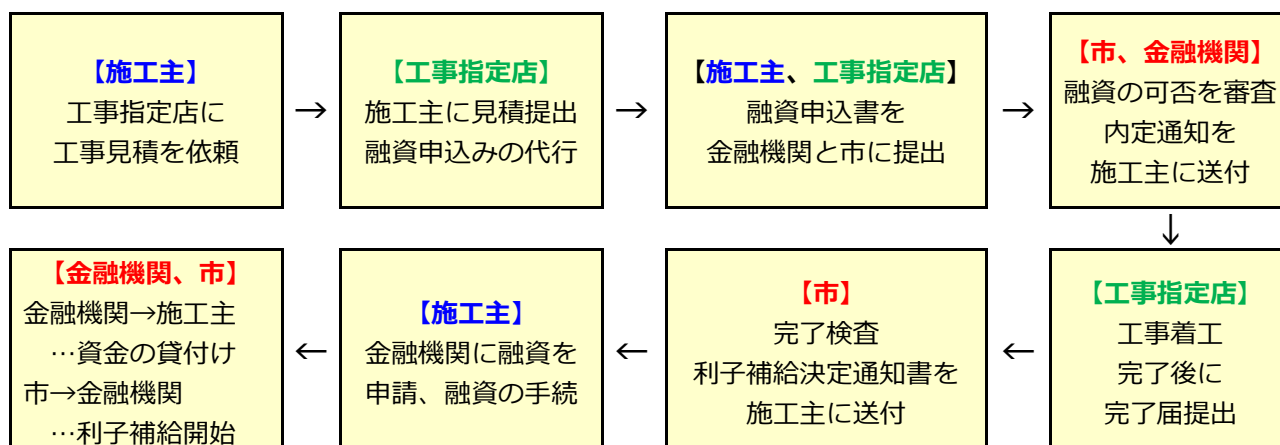 【施工主】
工事指定店に
工事見積を依頼
→
【工事指定店】
施工主に見積提出
融資申込みの代行
→
【施工主、工事指定店】
融資申込書を
金融機関と市に提出
→
【市、金融機関】
融資の可否を審査
内定通知を
施工主に送付
↓
【工事指定店】
工事着工
完了後に
完了届提出
←
【市】
完了検査
利子補給決定通知書を
施工主に送付
←
【施工主】
金融機関に融資を
申請、融資の手続
←
【金融機関、市】
金融機関→施工主
…資金の貸付け
市→金融機関
…利子補給開始